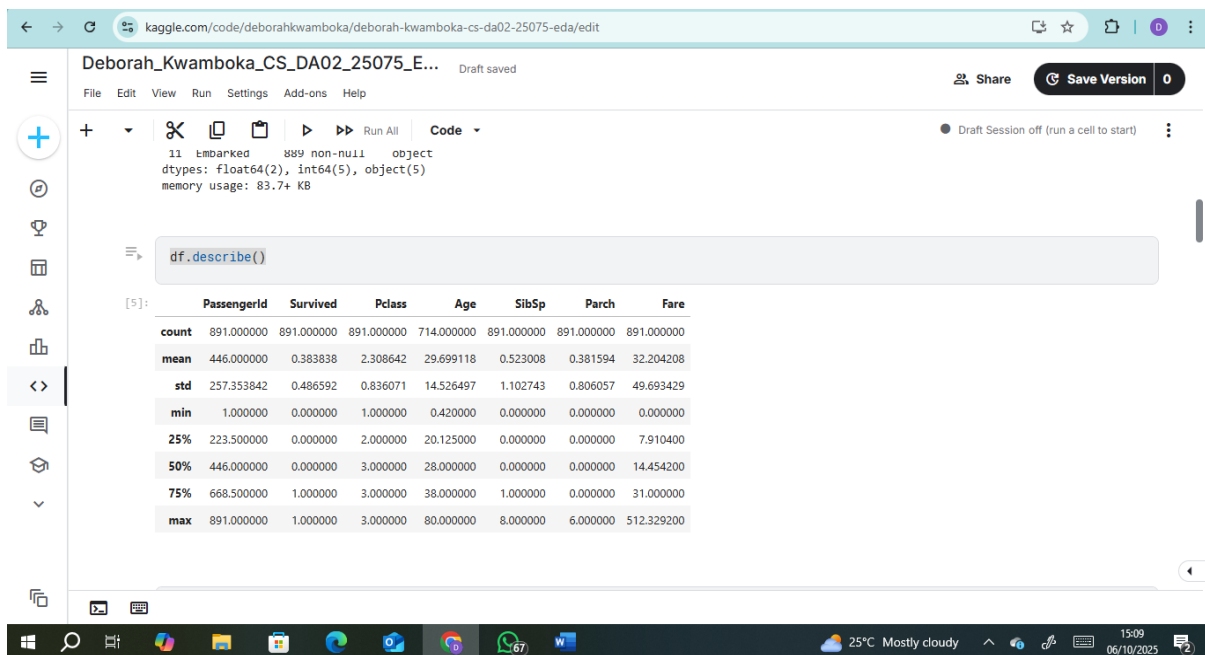 kaggle.com/code/deborahkwamboka/deborah-kwamboka-cs-da02-25075-eda/edit
D
Deborah_Kwamboka_CS_DA02_25075_E... Draft saved
Share
Save Version 0
File Edit View Run Settings Add-ons Help
Run All Code
Draft Session off (run a cell to start)
11 Embarked 889 non-null object
dtypes: float64(2), int64(5), object(5)
memory usage: 83.7+ KB
df.describe()
[5]:
PassengerId Survived Pclass Age SibSp Parch Fare
count 891.000000 891.000000 891.000000 714.000000 891.000000 891.000000 891.000000
mean 446.000000 0.383838 2.308642 29.699118 0.523008 0.381594 32.204208
std 257.353842 0.486592 0.836071 14.526497 1.102743 0.806057 49.693429
min 1.000000 0.000000 1.000000 0.420000 0.000000 0.000000 0.000000
25% 223.500000 0.000000 2.000000 20.125000 0.000000 0.000000 7.910400
50% 446.000000 0.000000 3.000000 28.000000 0.000000 0.000000 14.454200
75% 668.500000 1.000000 3.000000 38.000000 1.000000 0.000000 31.000000
max 891.000000 1.000000 3.000000 80.000000 8.000000 6.000000 512.329200
67
W
25°C Mostly cloudy
15:09
06/10/2025
2